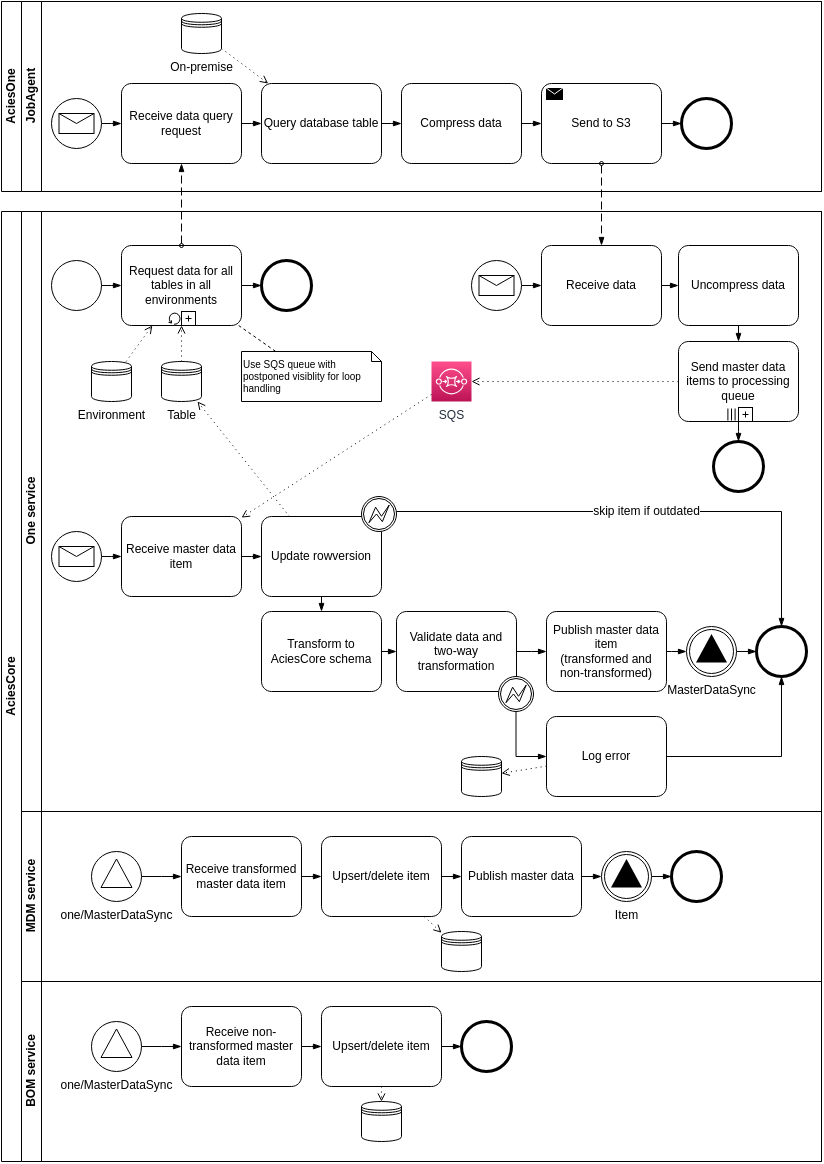 AciesOne
JobAgent
On-premise
Receive data query
request
Query database table
Compress data
Send to S3
AciesCore
One service
Request data for all
tables in all
environments
Receive data
Uncompress data
Use SQS queue with
postponed visiblity for loop
handling
Environment
Table
SQS
Send master data
items to processing
queue
skip item if outdated
Receive master data
item
Update rowversion
Transform to
AciesCore schema
Validate data and
two-way
transformation
Publish master data
item
(transformed and
non-transformed)
MasterDataSync
Log error
MDM service
one/MasterDataSync
Receive transformed
master data item
Upsert/delete item
Publish master data
Item
BOM service
one/MasterDataSync
Receive non-
transformed master
data item
Upsert/delete item